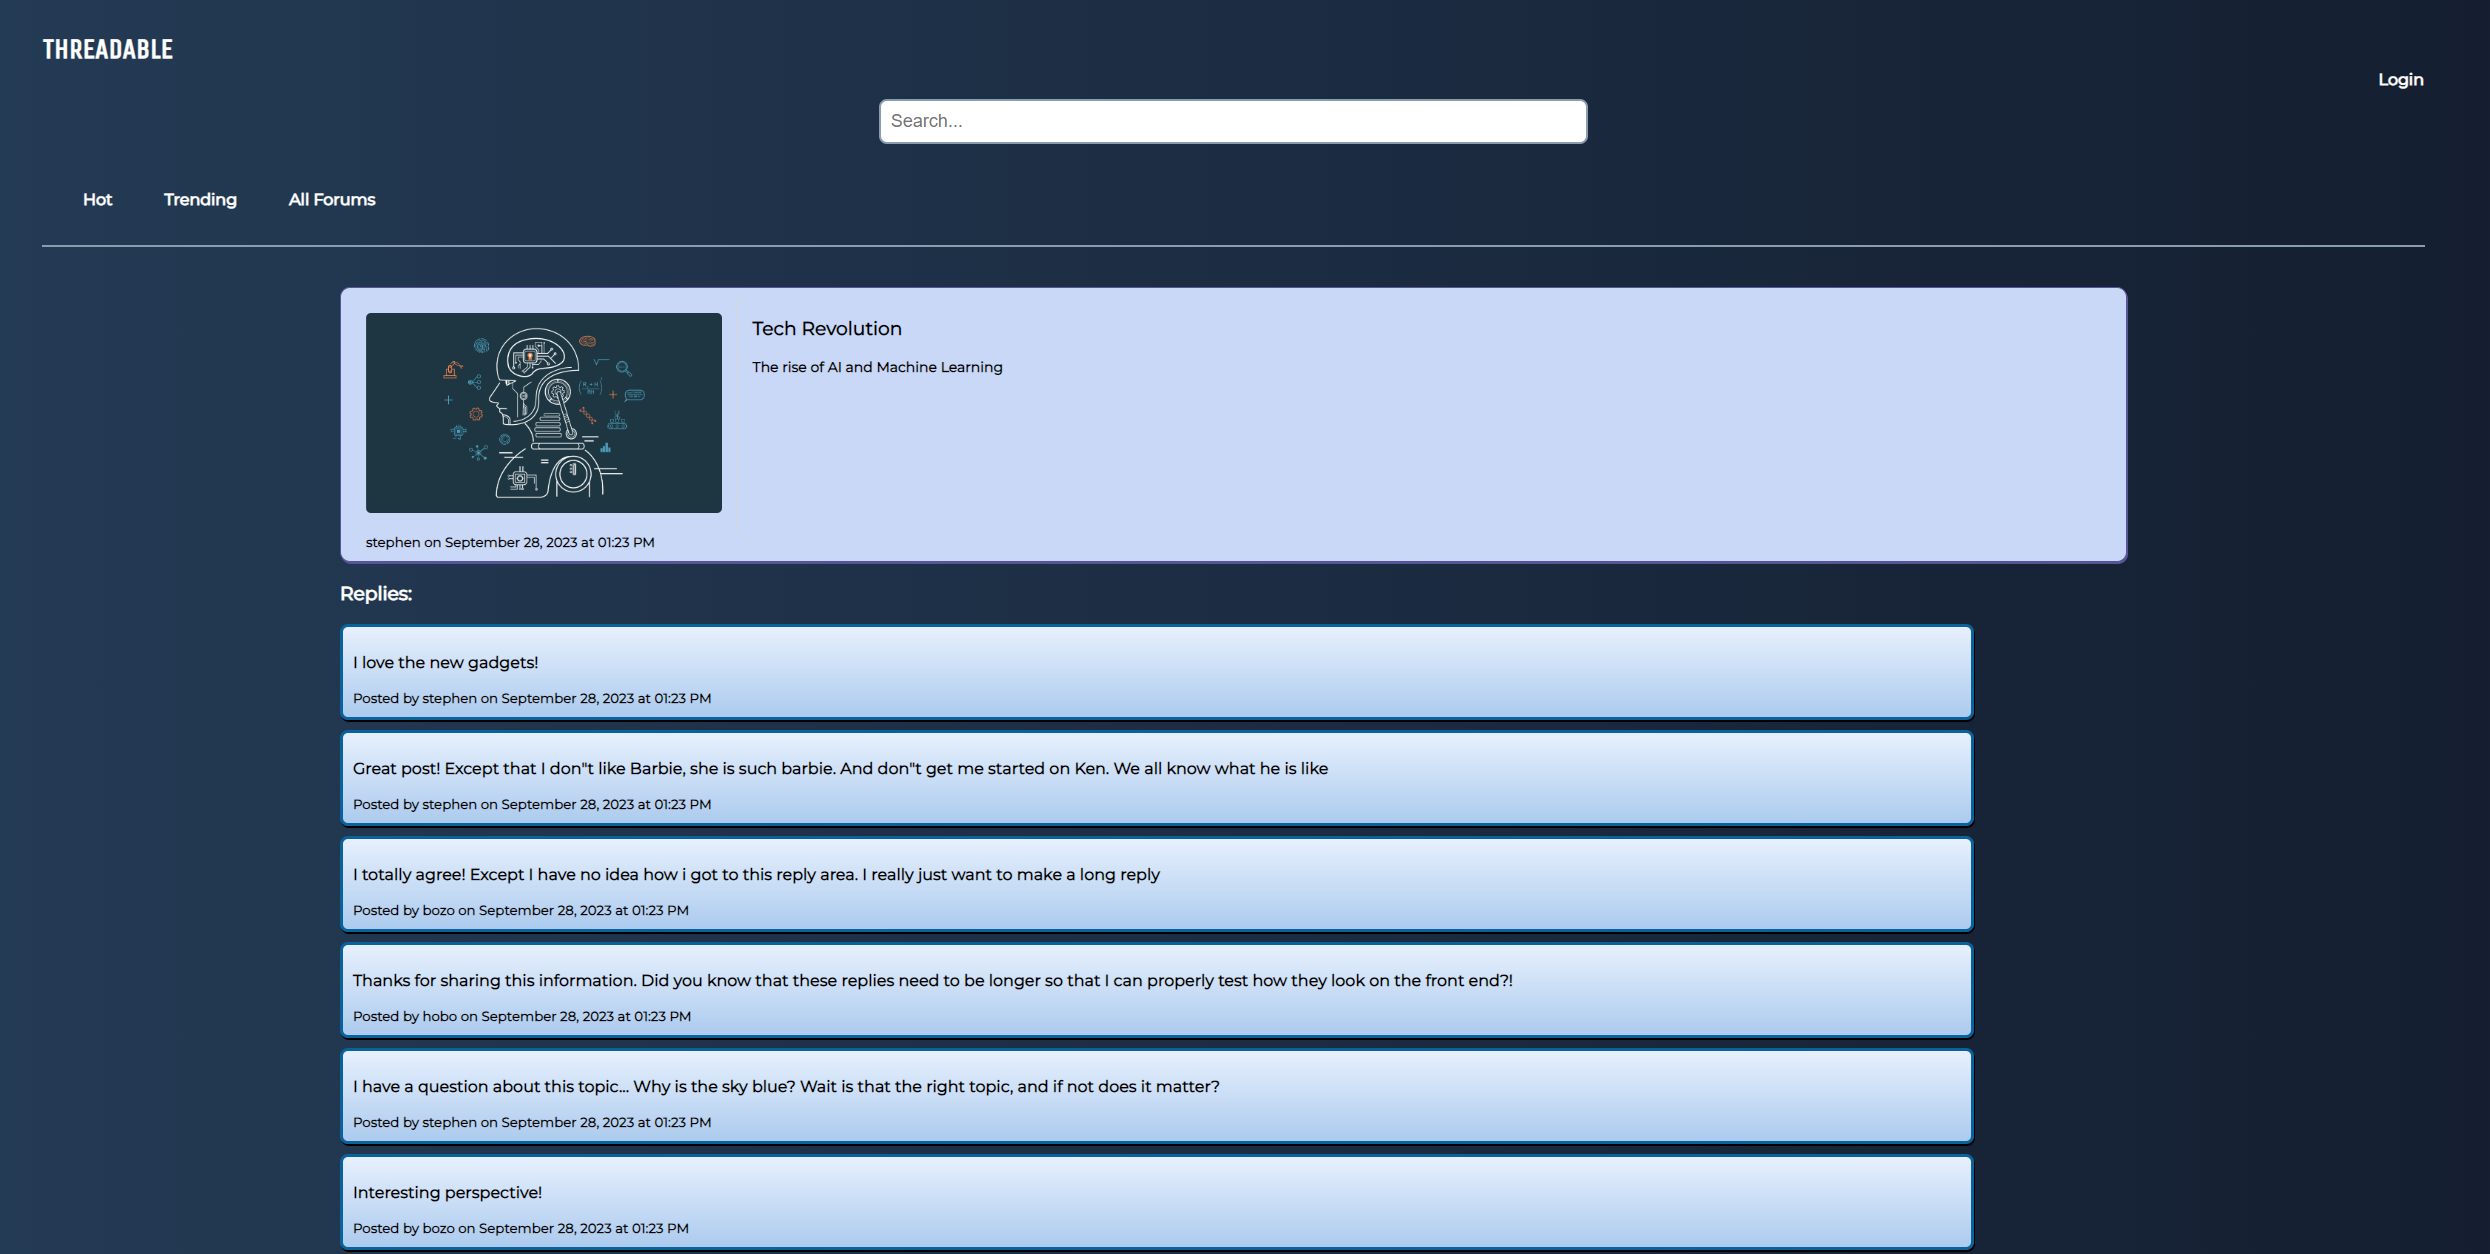 THREADABLE
Login
Search...
Hot
Trending
All Forums
Tech Revolution
The rise of AI and Machine Learning
stephen on September 28, 2023 at 01:23 PM
Replies:
I love the new gadgets!
Posted by stephen on September 28, 2023 at 01:23 PM
Great post! Except that I don"t like Barbie, she is such barbie. And don"t get me started on Ken. We all know what he is like
Posted by stephen on September 28, 2023 at 01:23 PM
I totally agree! Except I have no idea how i got to this reply area. I really just want to make a long reply
Posted by bozo on September 28, 2023 at 01:23 PM
Thanks for sharing this information. Did you know that these replies need to be longer so that I can properly test how they look on the front end?!
Posted by hobo on September 28, 2023 at 01:23 PM
I have a question about this topic... Why is the sky blue? Wait is that the right topic, and if not does it matter?
Posted by stephen on September 28, 2023 at 01:23 PM
Interesting perspective!
Posted by bozo on September 28, 2023 at 01:23 PM